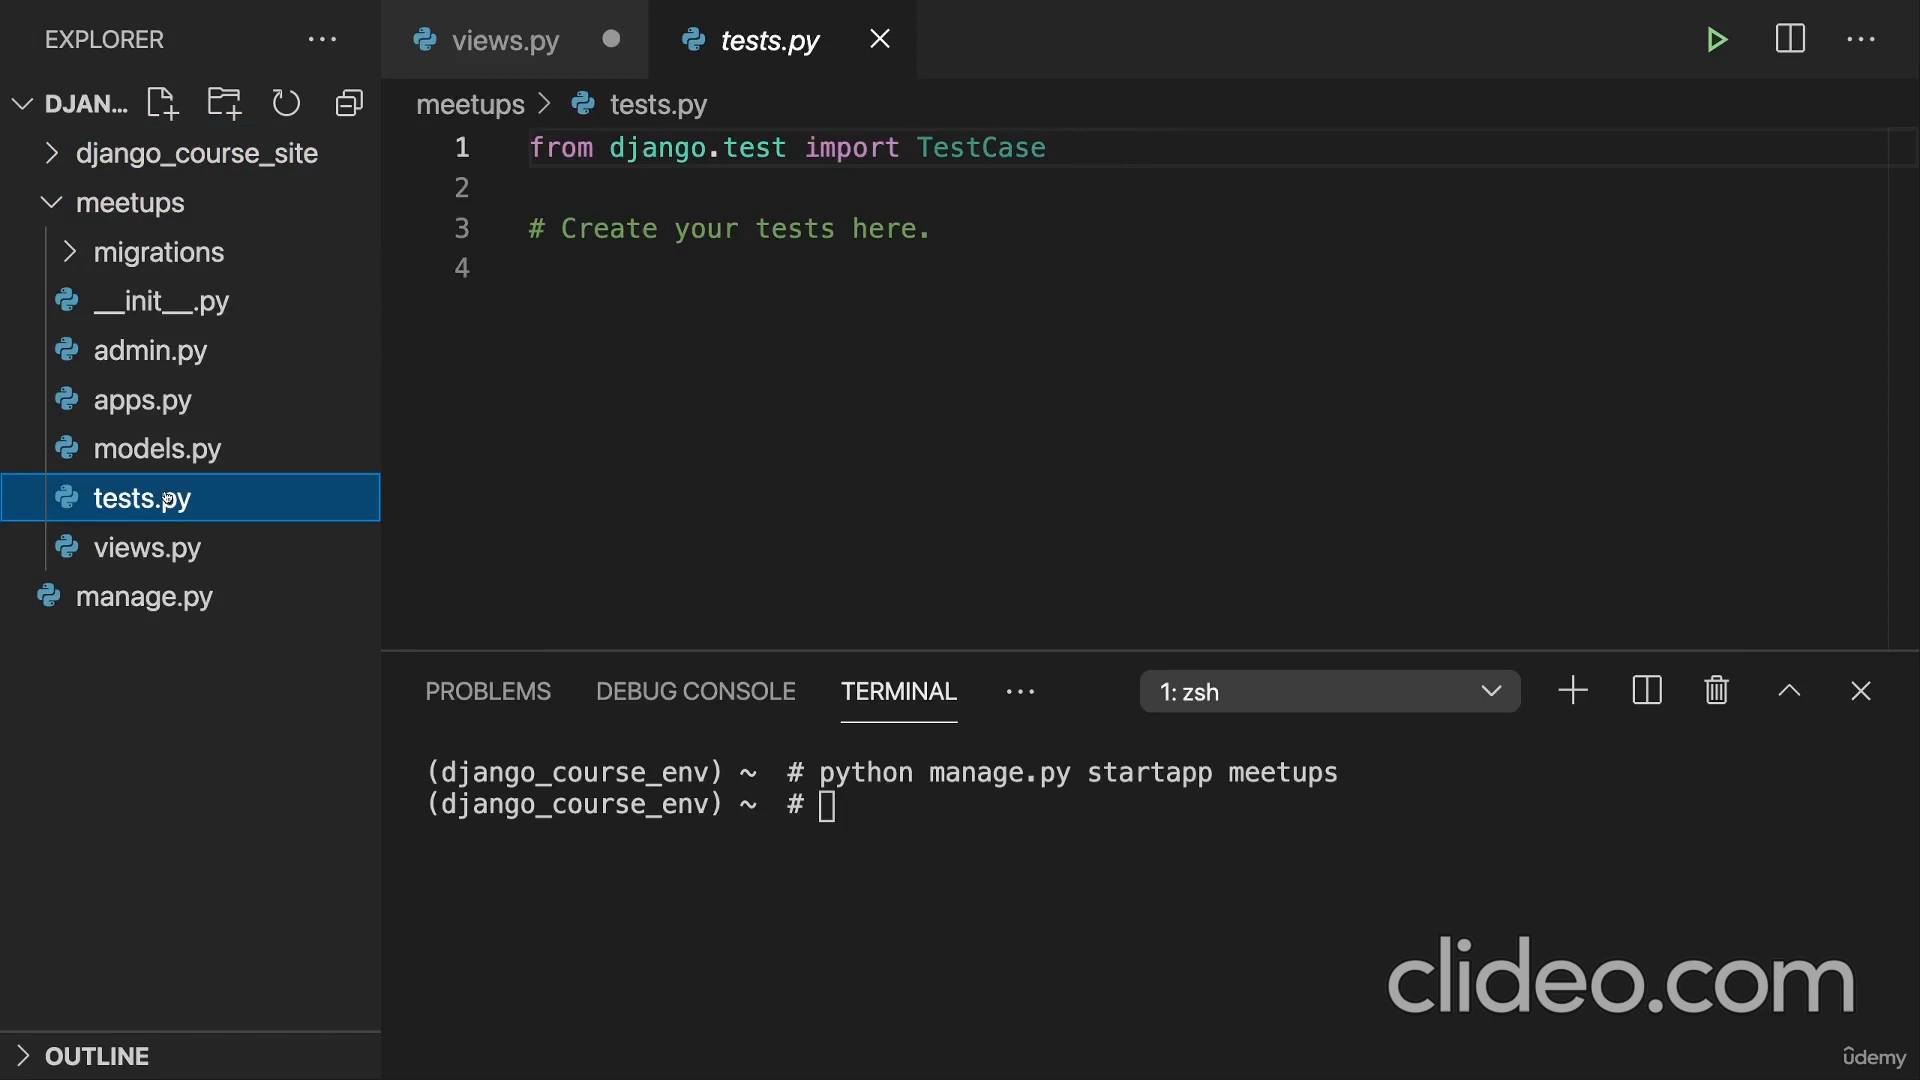 EXPLORER
DJAN...
django_course_site
meetups
migrations
__init__.py
admin.py
apps.py
models.py
tests.py
views.py
manage.py
OUTLINE
views.py
tests.py
meetups > tests.py
1 from django.test import TestCase
2
3 # Create your tests here.
4
PROBLEMS DEBUG CONSOLE TERMINAL 1: zsh
(django_course_env) ~ # python manage.py startapp meetups
(django_course_env) ~ #
clideo.com
ûdemy